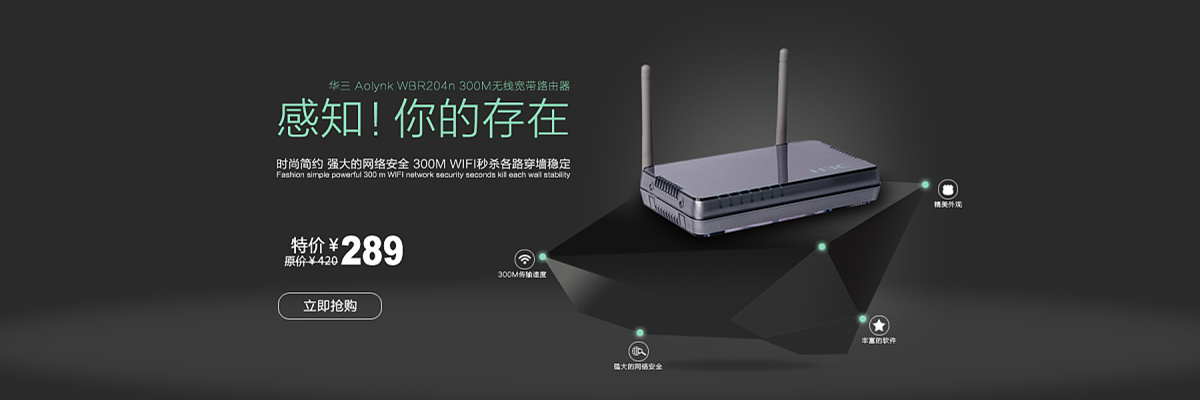 华三 Aolynk WBR204n 300M无线宽带路由器
感知！你的存在
时尚简约 强大的网络安全 300M WIFI秒杀各路穿墙稳定
Fashion simple powerful 300 m WIFI network security seconds kill each wall stability
特价¥289
原价¥420
立即抢购
H3C
精美外观
300M传输速度
丰富的软件
强大的网络安全